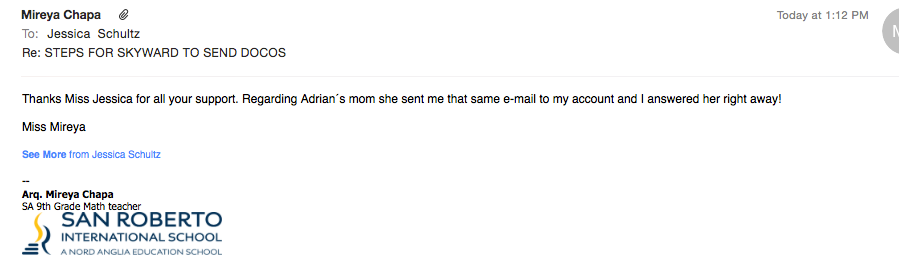 Mireya Chapa
Today at 1:12 PM
To: Jessica Schultz
Re: STEPS FOR SKYWARD TO SEND DOCOS
Thanks Miss Jessica for all your support. Regarding Adrian´s mom she sent me that same e-mail to my account and I answered her right away!
Miss Mireya
See More from Jessica Schultz
--
Arq. Mireya Chapa
SA 9th Grade Math teacher
SAN ROBERTO
INTERNATIONAL SCHOOL
A NORD ANGLIA EDUCATION SCHOOL